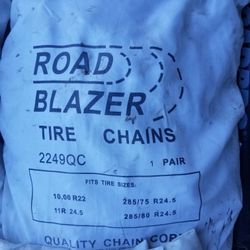 ROAD
BLAZER
TIRE CHAINS
2249QC 1 PAIR
FITS TIRE SIZES:
10.00 R22 285/75 R24.5
11R 24.5 285/80 R24.5
QUALITY CHAIN CORP